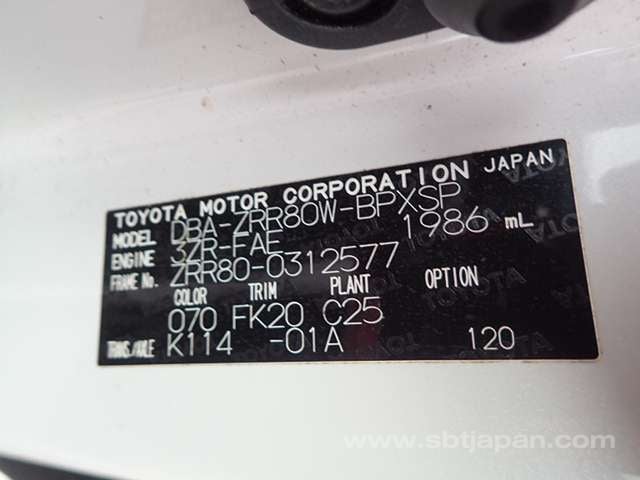 TOYOTA MOTOR CORPORATION JAPAN
MODEL DBA-ZRR80W-BPXSP
ENGINE 3ZR-FAE 1986 mL
FRAME No. ZRR80-0312577
COLOR TRIM PLANT OPTION
070 FK20 C25
TRANS./AXLE K114 -01A 120
www.sbtjapan.com